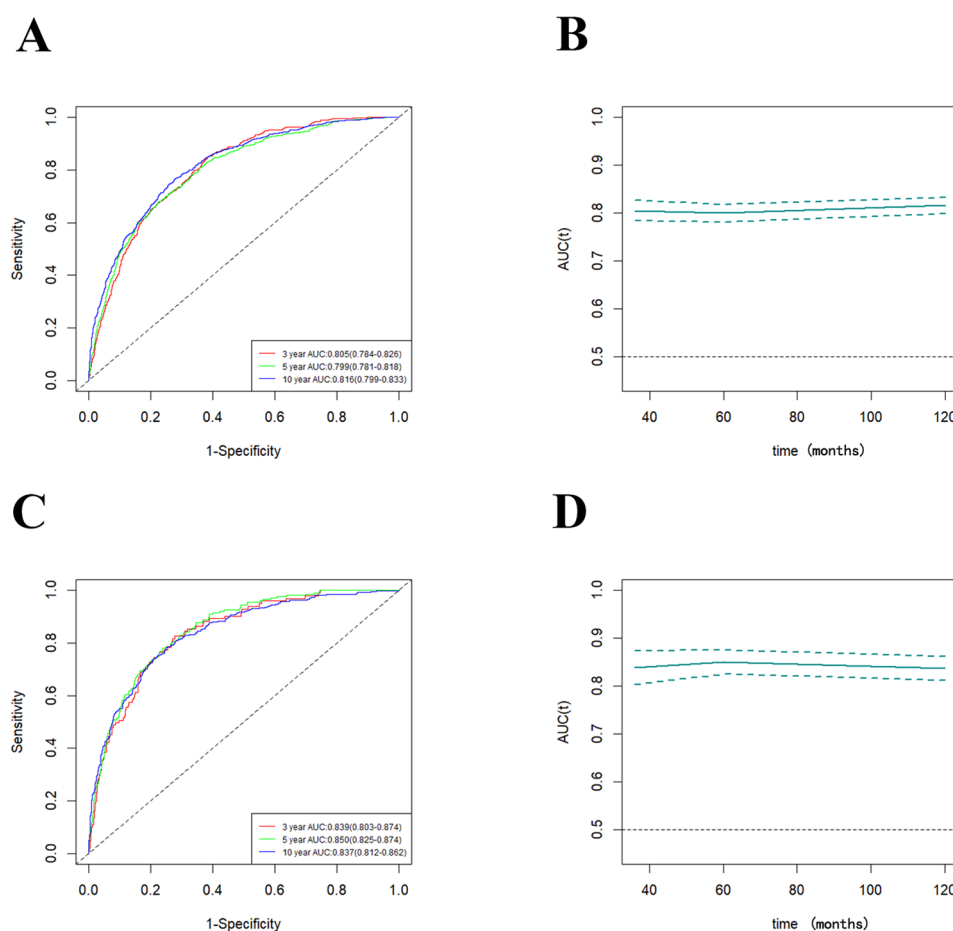 A
1.0
0.8
0.6
0.4
0.2
0.0
Sensitivity
3 year AUC:0.805(0.784-0.826)
5 year AUC:0.799(0.781-0.818)
10 year AUC:0.816(0.799-0.833)
0.0 0.2 0.4 0.6 0.8 1.0
1-Specificity
B
1.0
0.9
0.8
0.7
0.6
0.5
AUC(t)
40 60 80 100 120
time (months)
C
1.0
0.8
0.6
0.4
0.2
0.0
Sensitivity
3 year AUC:0.839(0.803-0.874)
5 year AUC:0.850(0.825-0.874)
10 year AUC:0.837(0.812-0.862)
0.0 0.2 0.4 0.6 0.8 1.0
1-Specificity
D
1.0
0.9
0.8
0.7
0.6
0.5
AUC(t)
40 60 80 100 120
time (months)